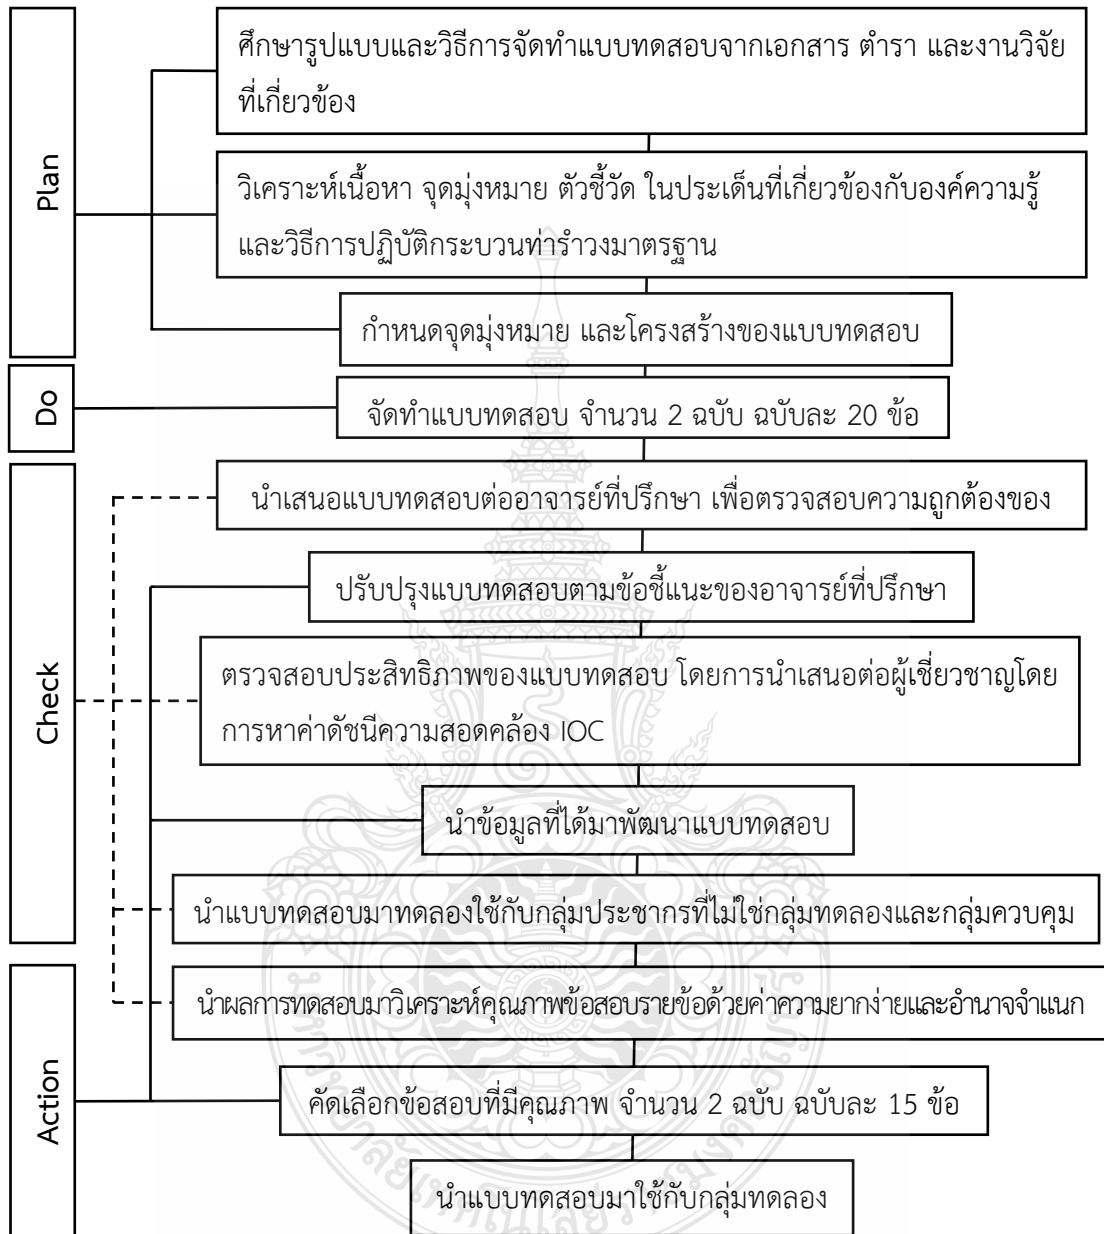 Plan
ศึกษารูปแบบและวิธีการจัดทำแบบทดสอบจากเอกสาร ตำรา และงานวิจัย
ที่เกี่ยวข้อง
วิเคราะห์เนื้อหา จุดมุ่งหมาย ตัวชี้วัด ในประเด็นที่เกี่ยวข้องกับองค์ความรู้
และวิธีการปฏิบัติกระบวนท่ารำวงมาตรฐาน
กำหนดจุดมุ่งหมาย และโครงสร้างของแบบทดสอบ
Do
จัดทำแบบทดสอบ จำนวน 2 ฉบับ ฉบับละ 20 ข้อ
Check
นำเสนอแบบทดสอบต่ออาจารย์ที่ปรึกษา เพื่อตรวจสอบความถูกต้องของ
ปรับปรุงแบบทดสอบตามข้อชี้แนะของอาจารย์ที่ปรึกษา
ตรวจสอบประสิทธิภาพของแบบทดสอบ โดยการนำเสนอต่อผู้เชี่ยวชาญโดย
การหาค่าดัชนีความสอดคล้อง IOC
นำข้อมูลที่ได้มาพัฒนาแบบทดสอบ
นำแบบทดสอบมาทดลองใช้กับกลุ่มประชากรที่ไม่ใช่กลุ่มทดลองและกลุ่มควบคุม
Action
นำผลการทดสอบมาวิเคราะห์คุณภาพข้อสอบรายข้อด้วยค่าความยากง่ายและอำนาจจำแนก
คัดเลือกข้อสอบที่มีคุณภาพ จำนวน 2 ฉบับ ฉบับละ 15 ข้อ
นำแบบทดสอบมาใช้กับกลุ่มทดลอง